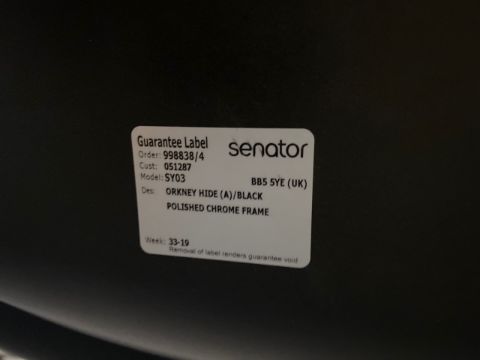 Guarantee Label
senator
Order: 998838/4
Cust: 051287
Model: SY03
BB5 5YE (UK)
Des: ORKNEY HIDE (A)/BLACK
POLISHED CHROME FRAME
Week: 33-19
Removal of label renders guarantee void